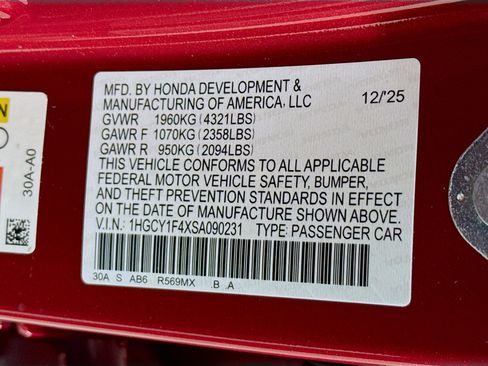 MFD. BY HONDA DEVELOPMENT &
MANUFACTURING OF AMERICA, LLC 12/'25
GVWR 1960KG (4321LBS)
GAWR F 1070KG (2358LBS)
GAWR R 950KG (2094LBS)
THIS VEHICLE CONFORMS TO ALL APPLICABLE
FEDERAL MOTOR VEHICLE SAFETY, BUMPER,
AND THEFT PREVENTION STANDARDS IN EFFECT
ON THE DATE OF MANUFACTURE SHOWN ABOVE.
V.I.N.: 1HGCY1F4XSA090231 TYPE: PASSENGER CAR
30A S AB6 R569MX .B .A
30A-A0